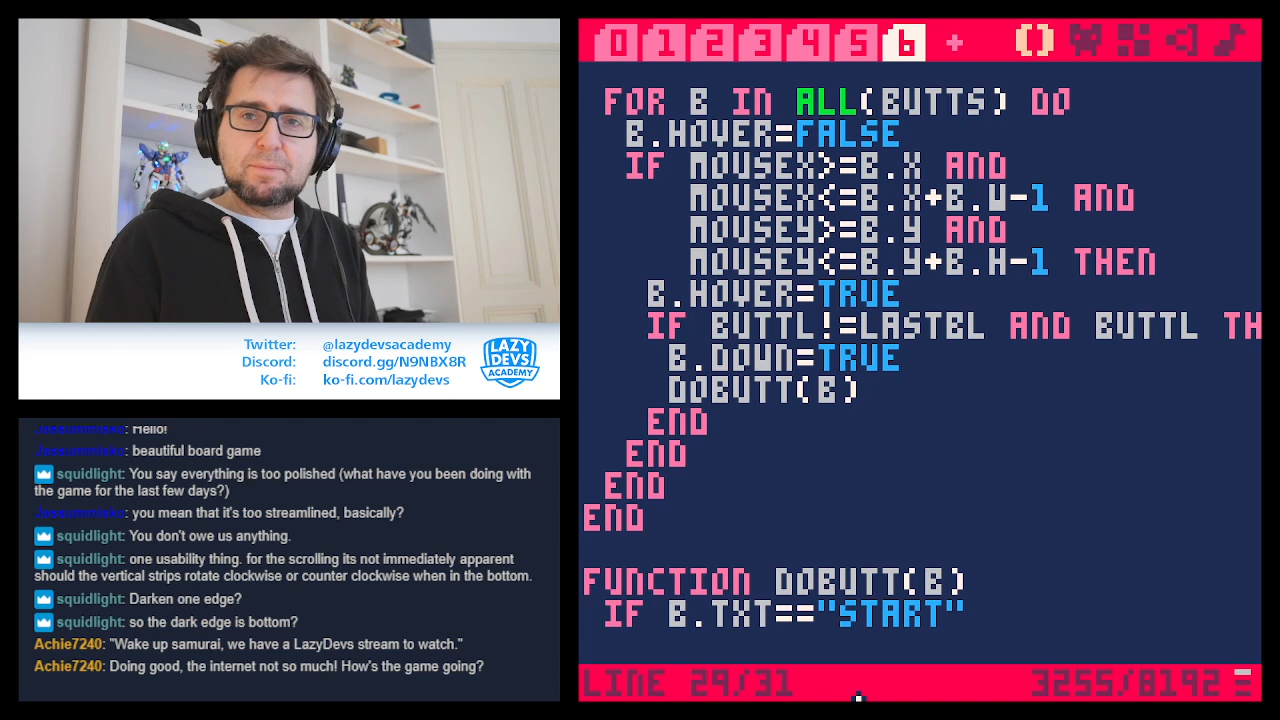 Twitter: @lazydevsacademy
Discord: discord.gg/N9NBX8R
Ko-fi: ko-fi.com/lazydevs
LAZY
DEVS
ACADEMY
: Hello!
: beautiful board game
squidlight: You say everything is too polished (what have you been doing with
the game for the last few days?)
: you mean that it's too streamlined, basically?
squidlight: You don't owe us anything.
squidlight: one usability thing. for the scrolling its not immediately apparent
should the vertical strips rotate clockwise or counter clockwise when in the bottom.
squidlight: Darken one edge?
squidlight: so the dark edge is bottom?
Achie7240: "Wake up samurai, we have a LazyDevs stream to watch."
Achie7240: Doing good, the internet not so much! How's the game going?
0 1 2 3 4 5 6 +
FOR B IN ALL(BUTTS) DO
B.HOVER=FALSE
IF MOUSEX>=B.X AND
MOUSEX<=B.X+B.W-1 AND
MOUSEY>=B.Y AND
MOUSEY<=B.Y+B.H-1 THEN
B.HOVER=TRUE
IF BUTTL!=LASTBL AND BUTTL TH
B.DOWN=TRUE
DOBUTT(B)
END
END
END
END
FUNCTION DOBUTT(B)
IF B.TXT=="START"
LINE 29/31 3255/8192